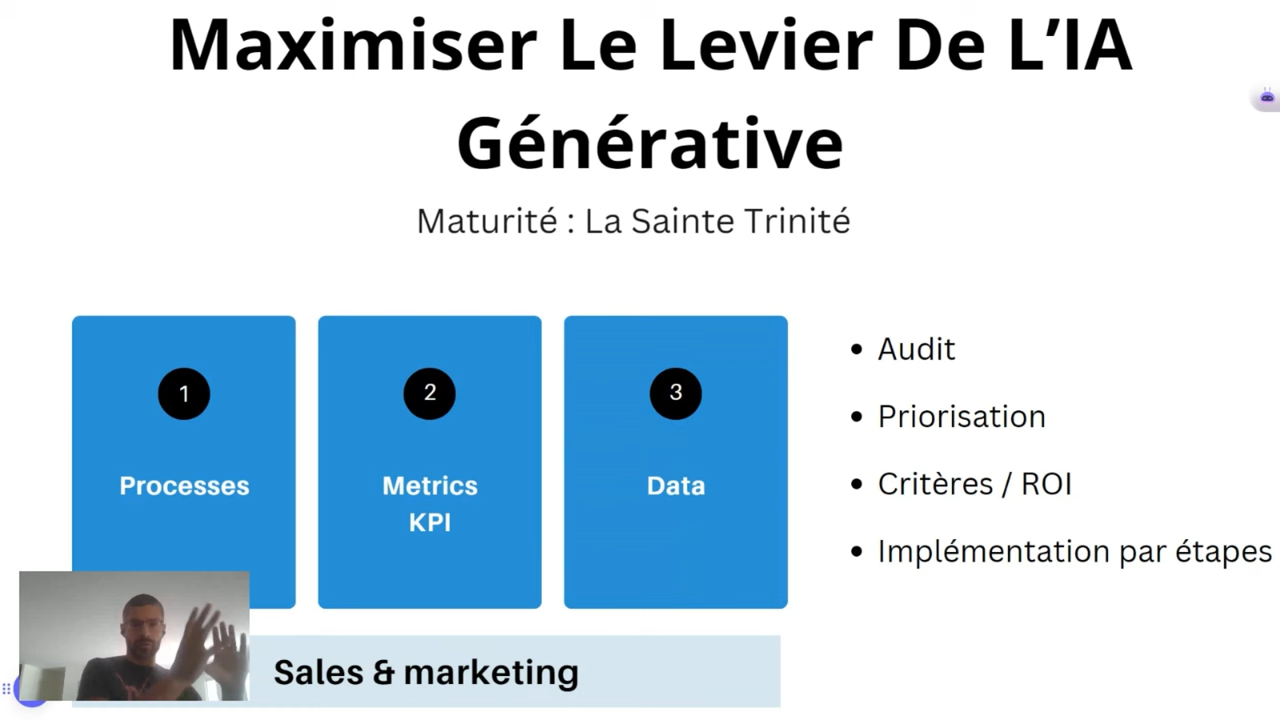 Maximiser Le Levier De L’IA
Générative
Maturité : La Sainte Trinité
1
Processes
2
Metrics
KPI
3
Data
• Audit
• Priorisation
• Critères / ROI
• Implémentation par étapes
Sales & marketing